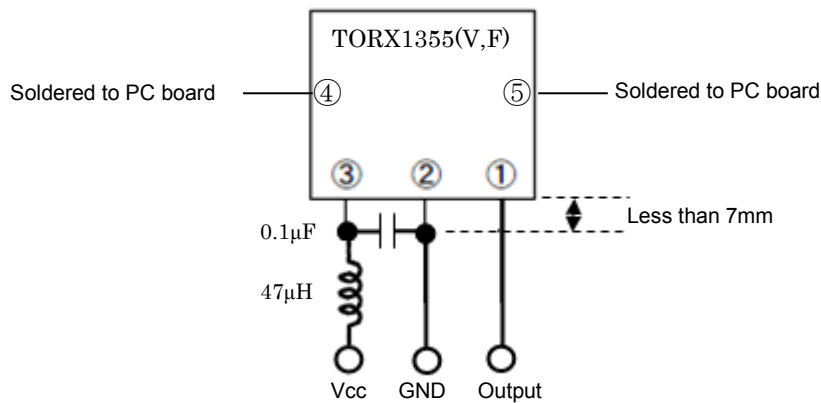 TORX1355(V,F)
Soldered to PC board
④
⑤
Soldered to PC board
③
②
①
Less than 7mm
0.1μF
47μH
Vcc
GND
Output